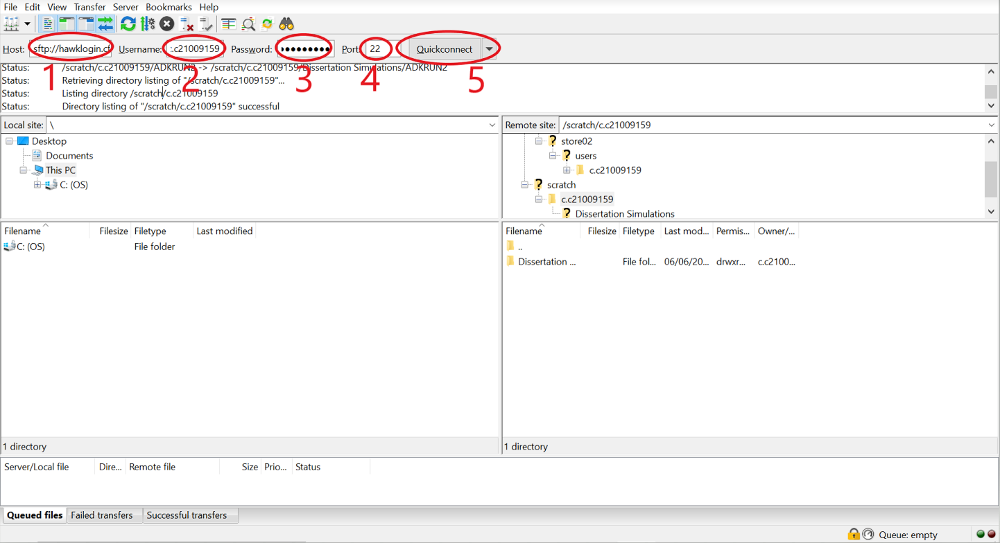 File Edit View Transfer Server Bookmarks Help
Host: sftp://hawklogin.cf Username: :.c21009159 Password: ●●●●●●●●● Port: 22 Quickconnect
1 2 3 4 5
Status: /scratch/c.c21009159/ADKRUN2 -> /scratch/c.c21009159/Dissertation Simulations/ADKRUN2
Status: Retrieving directory listing of "/scratch/c.c21009159"...
Status: Listing directory /scratch/c.c21009159
Status: Directory listing of "/scratch/c.c21009159" successful
Local site: \
Desktop
Documents
This PC
C: (OS)
Filename Filesize Filetype Last modified
C: (OS) File folder
1 directory
Remote site: /scratch/c.c21009159
? store02
? users
c.c21009159
? scratch
c.c21009159
? Dissertation Simulations
Filename Filesize Filetype Last mod... Permis... Owner/...
..
Dissertation ... File fol... 06/06/20... drwxr... c.c2100...
1 directory
Server/Local file Dire... Remote file Size Prio... Status
Queued files Failed transfers Successful transfers
Queue: empty